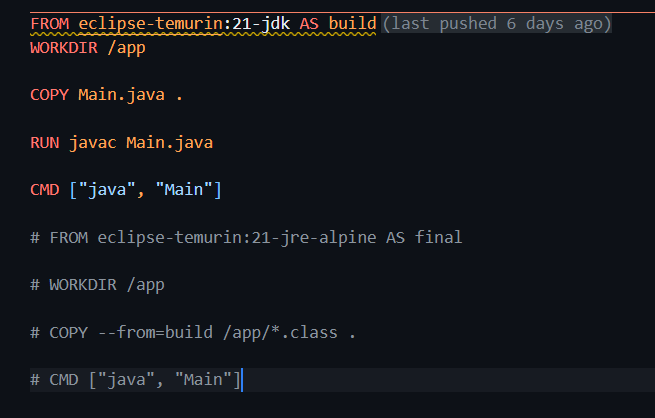 FROM eclipse-temurin:21-jdk AS build (last pushed 6 days ago)
WORKDIR /app
COPY Main.java .
RUN javac Main.java
CMD ["java", "Main"]
# FROM eclipse-temurin:21-jre-alpine AS final
# WORKDIR /app
# COPY --from=build /app/*.class .
# CMD ["java", "Main"]